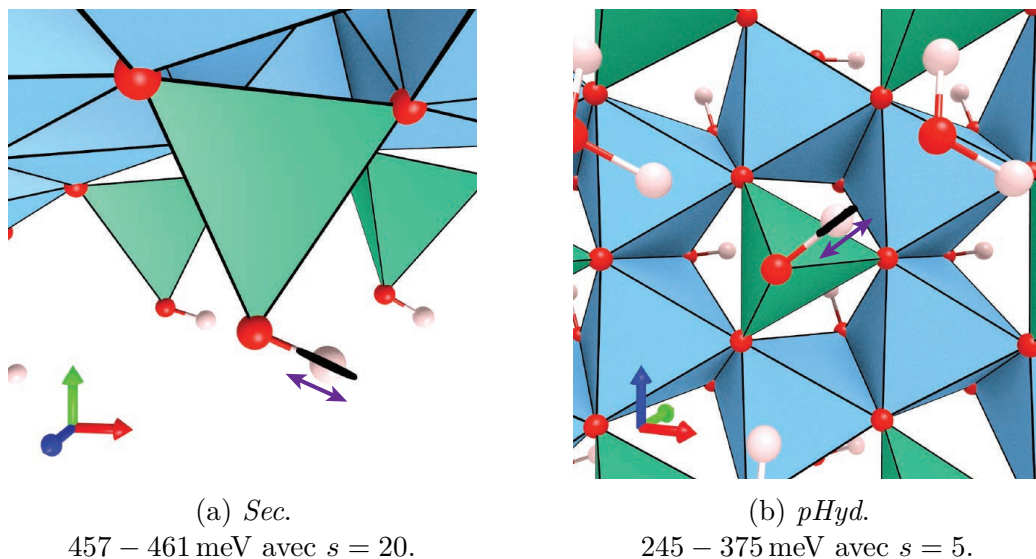 (a) Sec.
457 – 461 meV avec s = 20.
(b) pHyd.
245 – 375 meV avec s = 5.